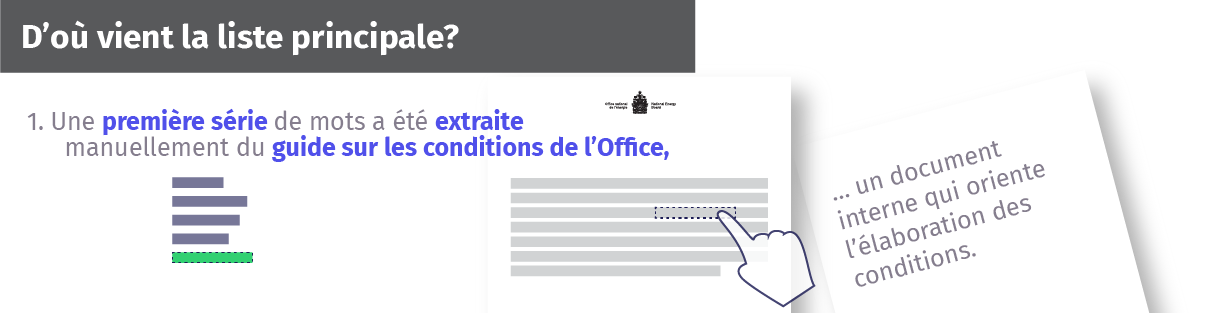 D’où vient la liste principale?
Office national
de l’énergie
National Energy
Board
1. Une première série de mots a été extraite
manuellement du guide sur les conditions de l’Office,
... un document
interne qui oriente
l’élaboration des
conditions.